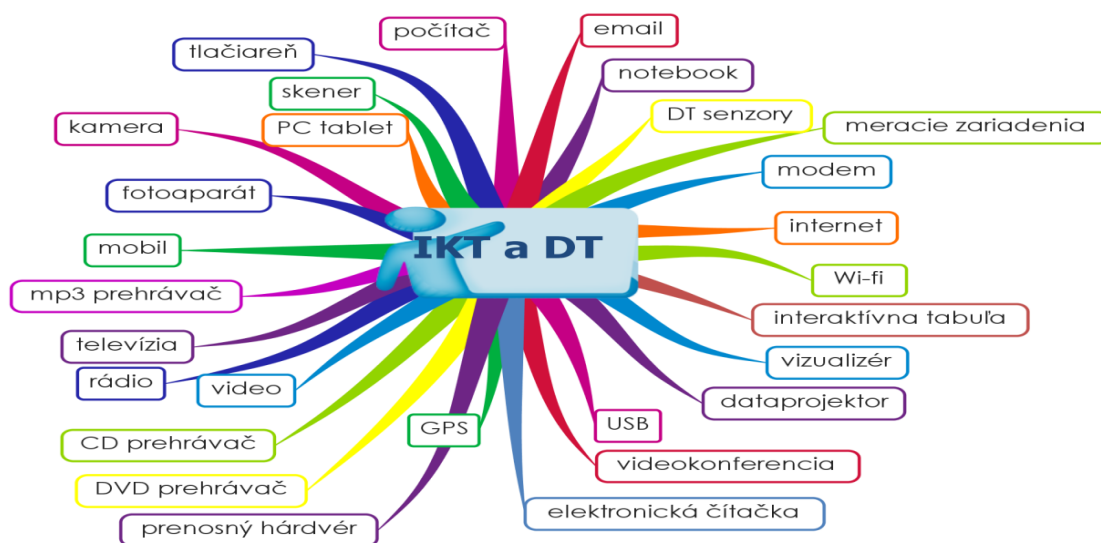 počítač
email
tlačiareň
notebook
skener
DT senzory
kamera
PC tablet
meracie zariadenia
modem
fotoaparát
internet
mobil
IKT a DT
Wi-fi
mp3 prehrávač
interaktívna tabuľa
televízia
vizualizér
rádio
video
dataprojektor
GPS
USB
CD prehrávač
videokonferencia
DVD prehrávač
elektronická čítačka
prenosný hárdvér